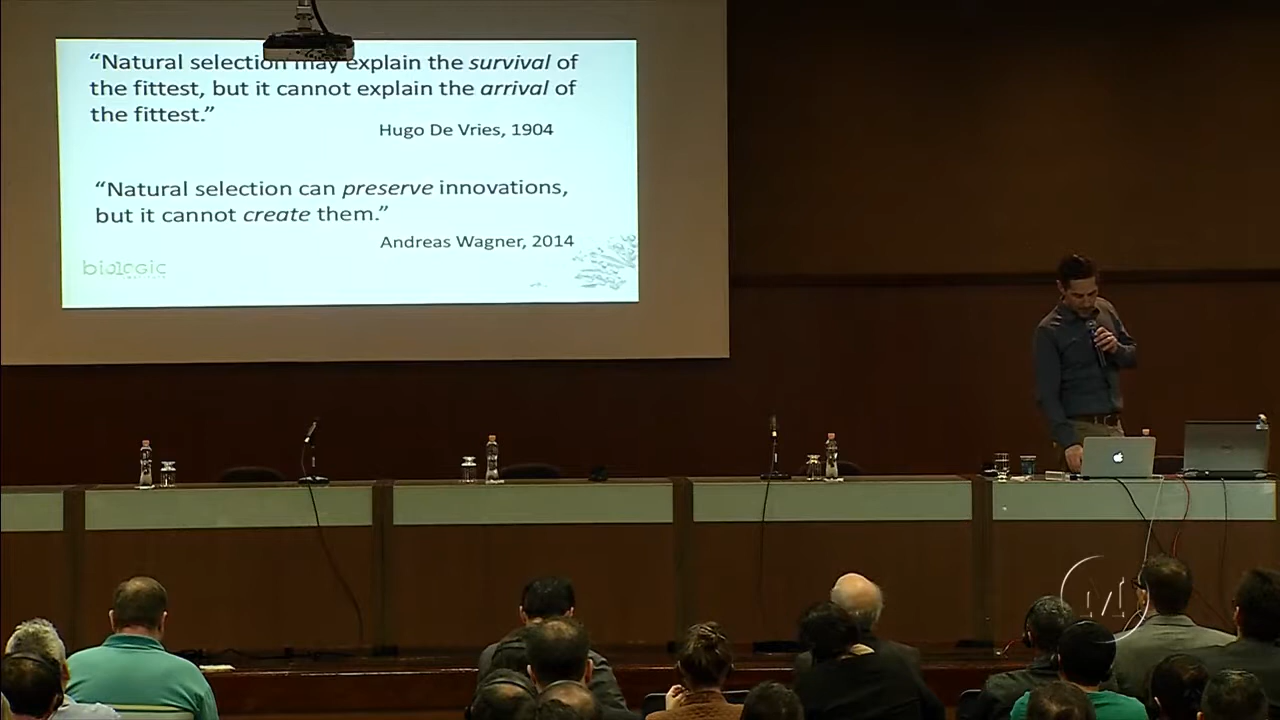 “Natural selection may explain the survival of
the fittest, but it cannot explain the arrival of
the fittest.”
Hugo De Vries, 1904
“Natural selection can preserve innovations,
but it cannot create them.”
Andreas Wagner, 2014
biologic
M